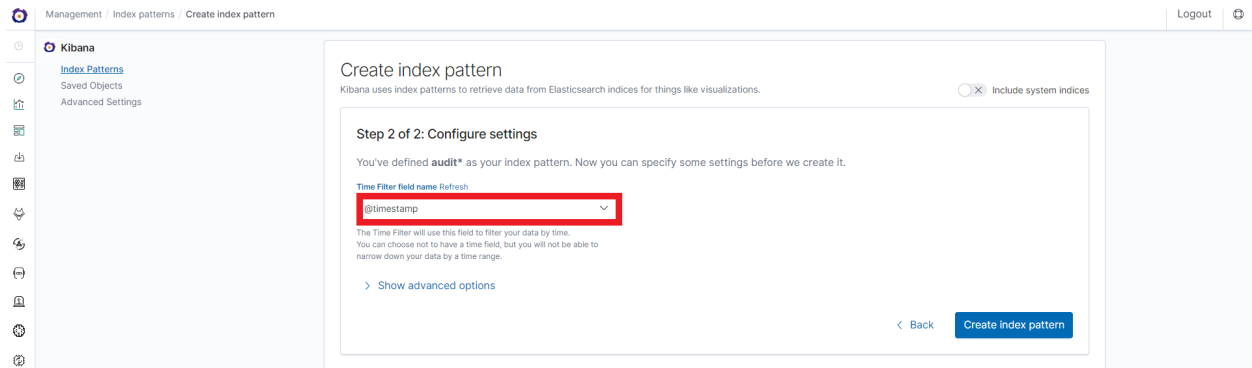 Management / Index patterns / Create index pattern
Logout
Kibana
Index Patterns
Saved Objects
Advanced Settings
Create index pattern
Kibana uses index patterns to retrieve data from Elasticsearch indices for things like visualizations.
Include system indices
Step 2 of 2: Configure settings
You've defined audit* as your index pattern. Now you can specify some settings before we create it.
Time Filter field name Refresh
@timestamp
The Time Filter will use this field to filter your data by time.
You can choose not to have a time field, but you will not be able to
narrow down your data by a time range.
Show advanced options
Back
Create index pattern